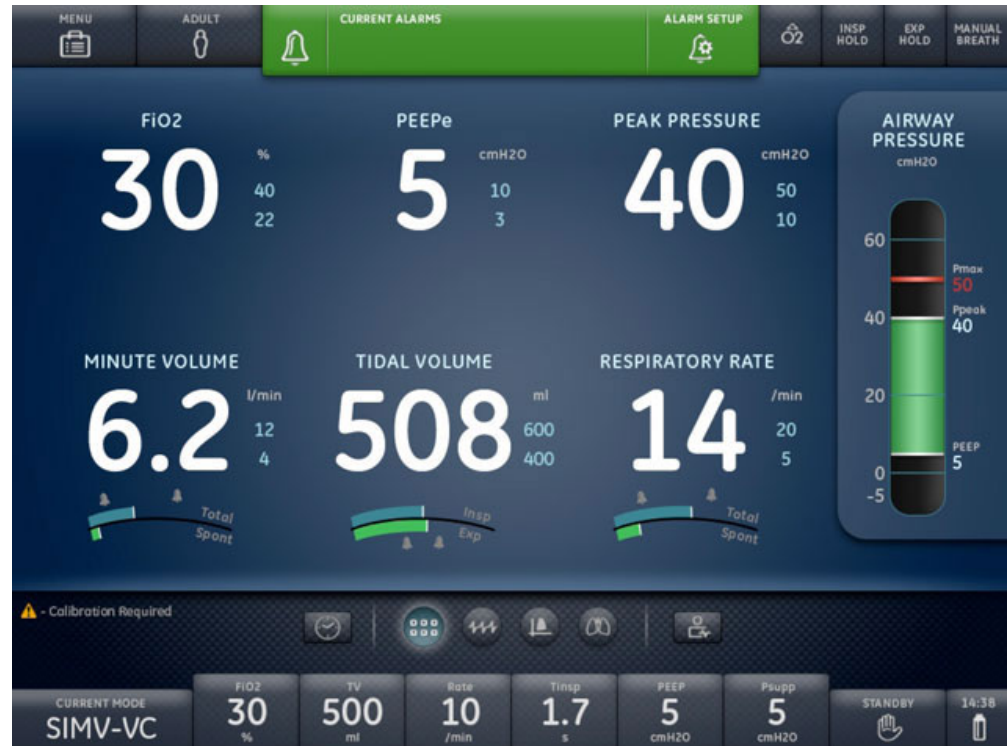 MENU
ADULT
CURRENT ALARMS
ALARM SETUP
O2
INSP
HOLD
EXP
HOLD
MANUAL
BREATH
FiO2
30
%
40
22
PEEPe
5
cmH2O
10
3
PEAK PRESSURE
40
cmH2O
50
10
AIRWAY
PRESSURE
cmH2O
60
40
20
0
-5
Pmax
50
Ppeak
40
PEEP
5
MINUTE VOLUME
6.2
l/min
12
4
Total
Spont
TIDAL VOLUME
508
ml
600
400
Insp
Exp
RESPIRATORY RATE
14
/min
20
5
Total
Spont
- Calibration Required
CURRENT MODE
SIMV-VC
FiO2
30
%
TV
500
ml
Rate
10
/min
Tinsp
1.7
s
PEEP
5
cmH2O
Psupp
5
cmH2O
STANDBY
14:38